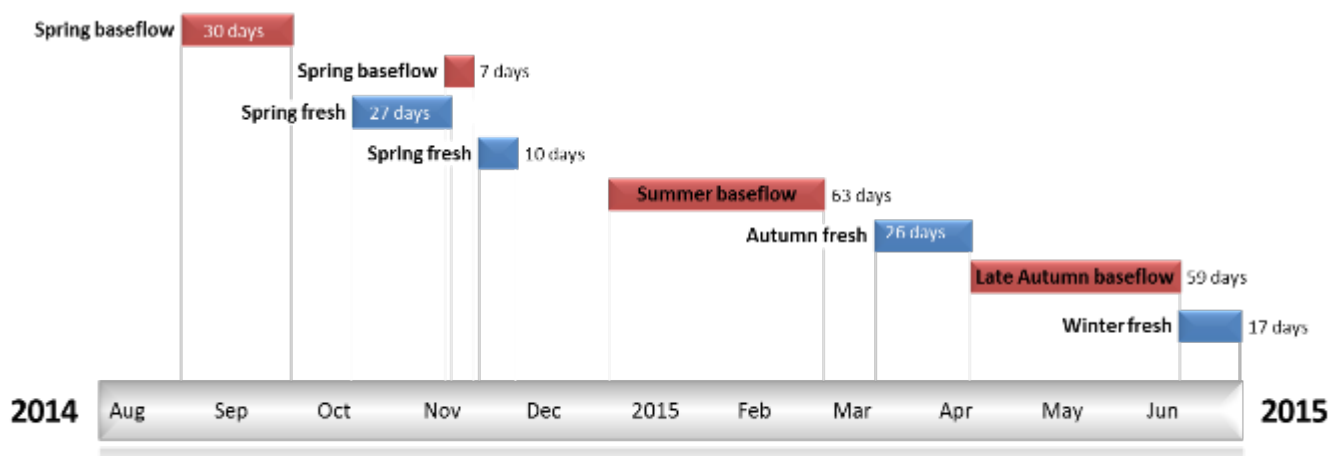 Spring baseflow 30 days
Spring baseflow 7 days
Spring fresh 27 days
Spring fresh 10 days
Summer baseflow 63 days
Autumn fresh 26 days
Late Autumn baseflow 59 days
Winter fresh 17 days
2014 Aug Sep Oct Nov Dec 2015 Feb Mar Apr May Jun 2015